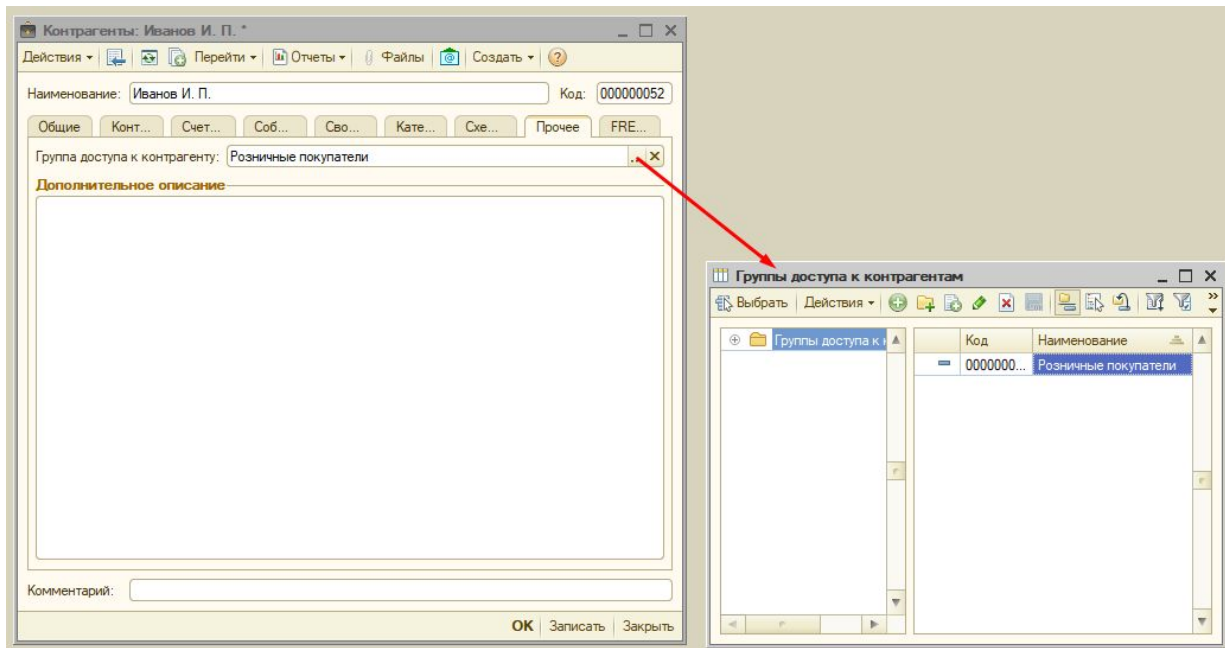 Контрагенты: Иванов И. П. *
Действия Перейти Отчеты Файлы Создать
Наименование: Иванов И. П. Код: 000000052
Общие Конт... Счет... Соб... Сво... Кате... Схе... Прочее FRE...
Группа доступа к контрагенту: Розничные покупатели ... X
Дополнительное описание
Комментарий:
OK Записать Закрыть
Группы доступа к контрагентам
Выбрать Действия »
Группы доступа к к Код Наименование
0000000... Розничные покупатели